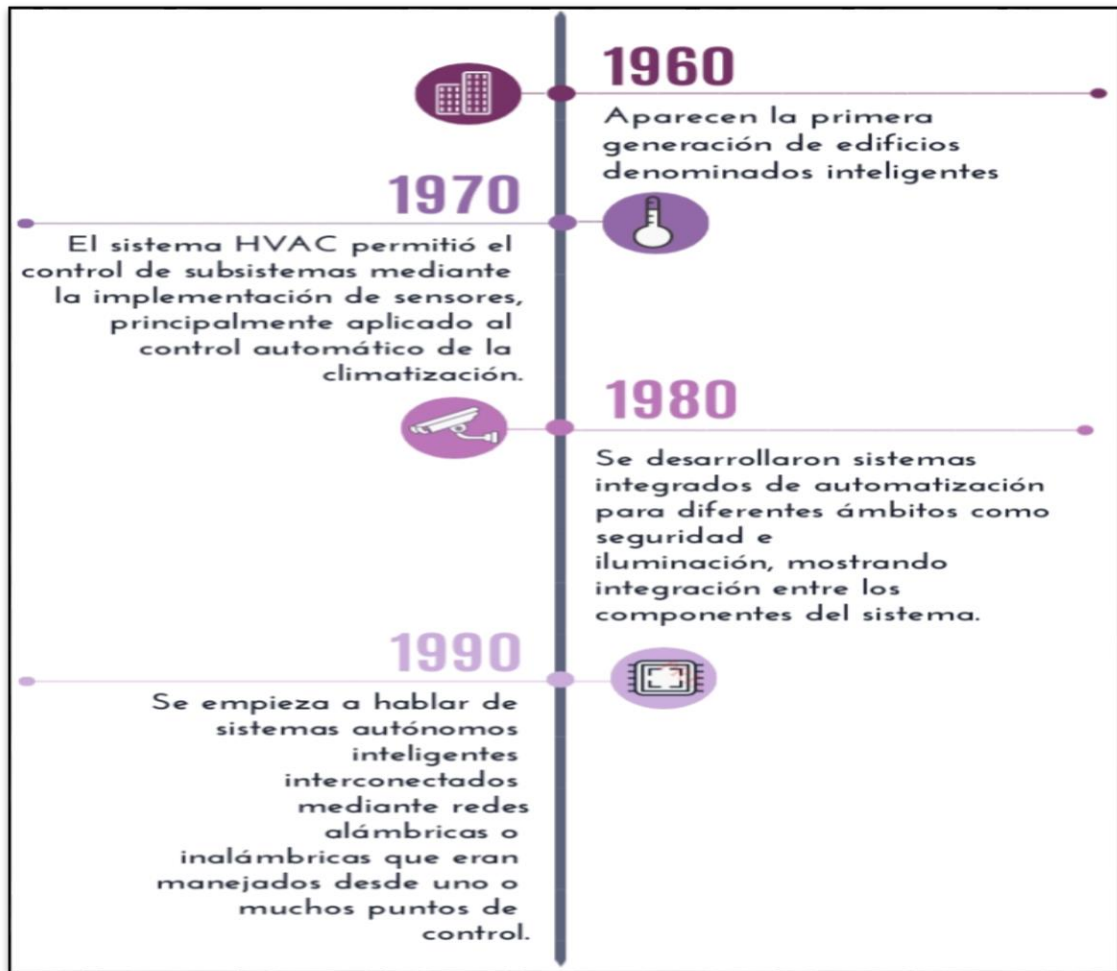 1960
Aparecen la primera
generación de edificios
denominados inteligentes
1970
El sistema HVAC permitió el
control de subsistemas mediante
la implementación de sensores,
principalmente aplicado al
control automático de la
climatización.
1980
Se desarrollaron sistemas
integrados de automatización
para diferentes ámbitos como
seguridad e
iluminación, mostrando
integración entre los
componentes del sistema.
1990
Se empieza a hablar de
sistemas autónomos
inteligentes
interconectados
mediante redes
alámbricas o
inalámbricas que eran
manejados desde uno o
muchos puntos de
control.